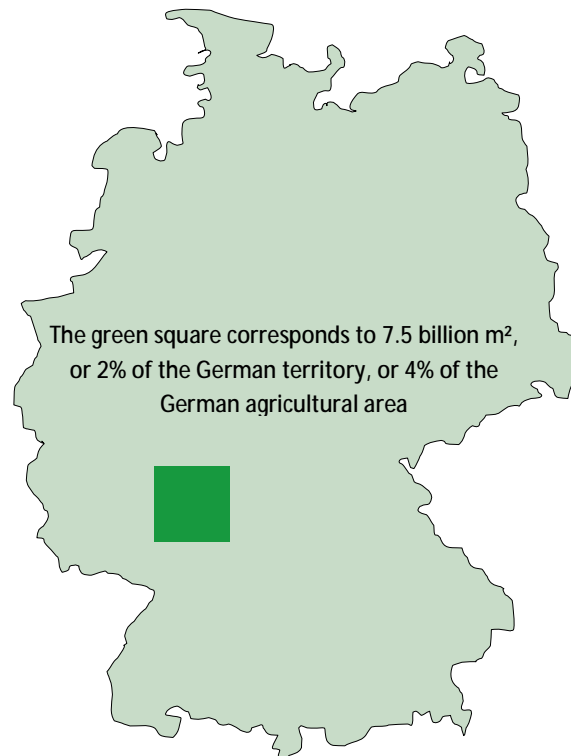 The green square corresponds to 7.5 billion m²,
or 2% of the German territory, or 4% of the
German agricultural area